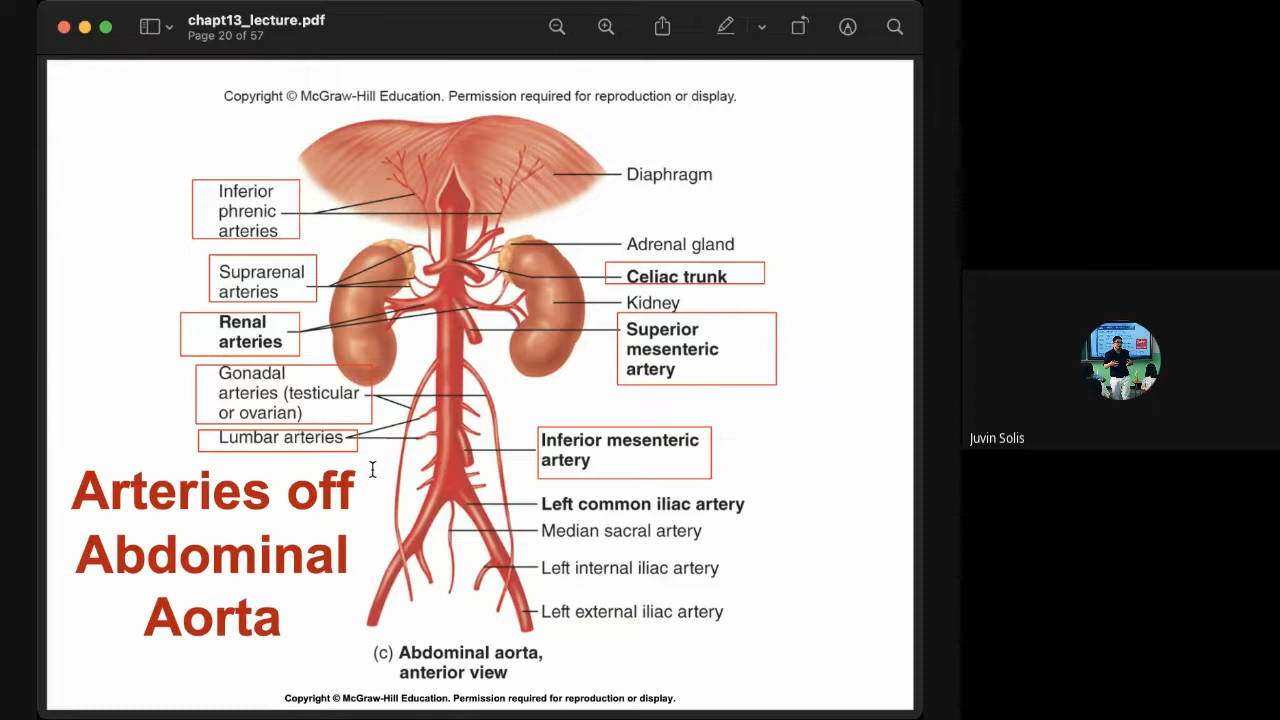 chapt13_lecture.pdf
Page 20 of 57
Copyright © McGraw-Hill Education. Permission required for reproduction or display.
Inferior
phrenic
arteries
Suprarenal
arteries
Renal
arteries
Gonadal
arteries (testicular
or ovarian)
Lumbar arteries
Diaphragm
Adrenal gland
Celiac trunk
Kidney
Superior
mesenteric
artery
Inferior mesenteric
artery
Left common iliac artery
Median sacral artery
Left internal iliac artery
Left external iliac artery
Arteries off
Abdominal
Aorta
(c) Abdominal aorta,
anterior view
Copyright © McGraw-Hill Education. Permission required for reproduction or display.
Juvin Solis